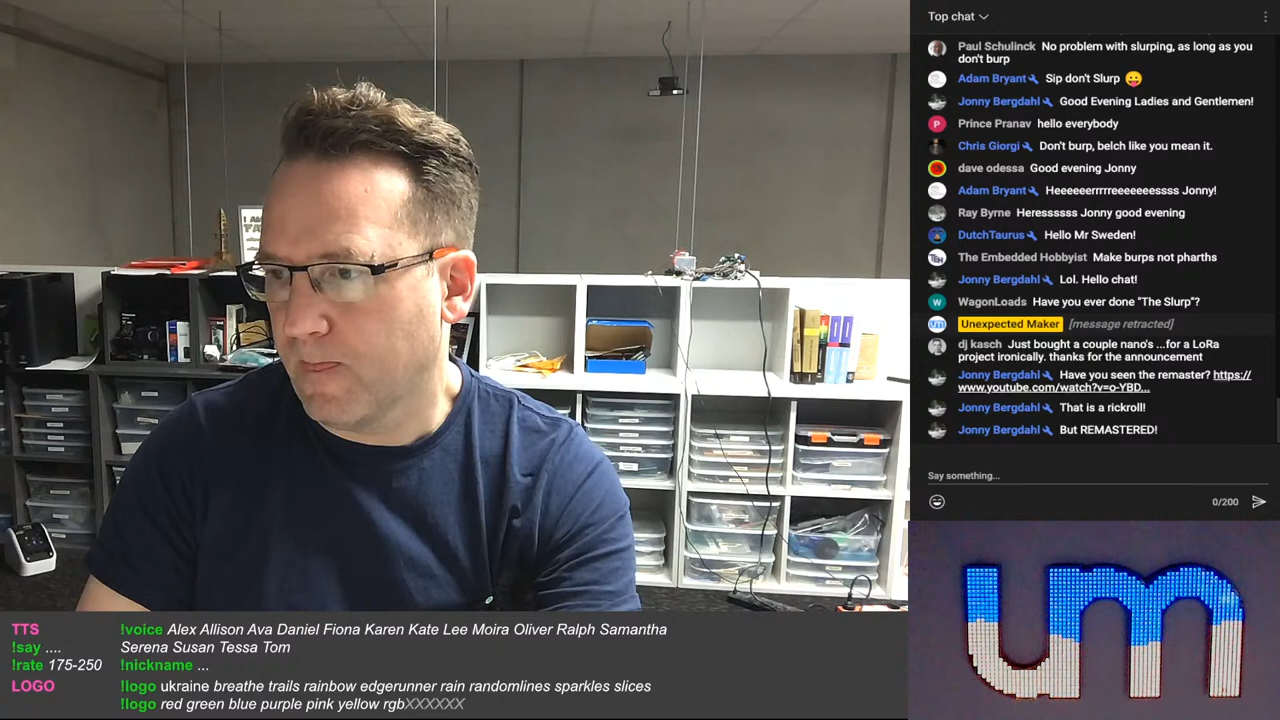 Top chat
Paul Schulinck No problem with slurping, as long as you
don't burp
Adam Bryant Sip don't Slurp 😛
Jonny Bergdahl Good Evening Ladies and Gentlemen!
P Prince Pranav hello everybody
Chris Giorgi Don't burp, belch like you mean it.
dave odessa Good evening Jonny
Adam Bryant Heeeeeerrrrreeeeeeessss Jonny!
Ray Byrne Heressssss Jonny good evening
DutchTaurus Hello Mr Sweden!
TEH The Embedded Hobbyist Make burps not pharths
Jonny Bergdahl Lol. Hello chat!
W WagonLoads Have you ever done "The Slurp"?
um Unexpected Maker [message retracted]
dj kasch Just bought a couple nano's ...for a LoRa
project ironically. thanks for the announcement
Jonny Bergdahl Have you seen the remaster? https://
www.youtube.com/watch?v=o-YBD...
Jonny Bergdahl That is a rickroll!
Jonny Bergdahl But REMASTERED!
Say something...
0/200
um
TTS !voice Alex Allison Ava Daniel Fiona Karen Kate Lee Moira Oliver Ralph Samantha
!say .... Serena Susan Tessa Tom
!rate 175-250 !nickname ...
LOGO !logo ukraine breathe trails rainbow edgerunner rain randomlines sparkles slices
!logo red green blue purple pink yellow rgbXXXXXX